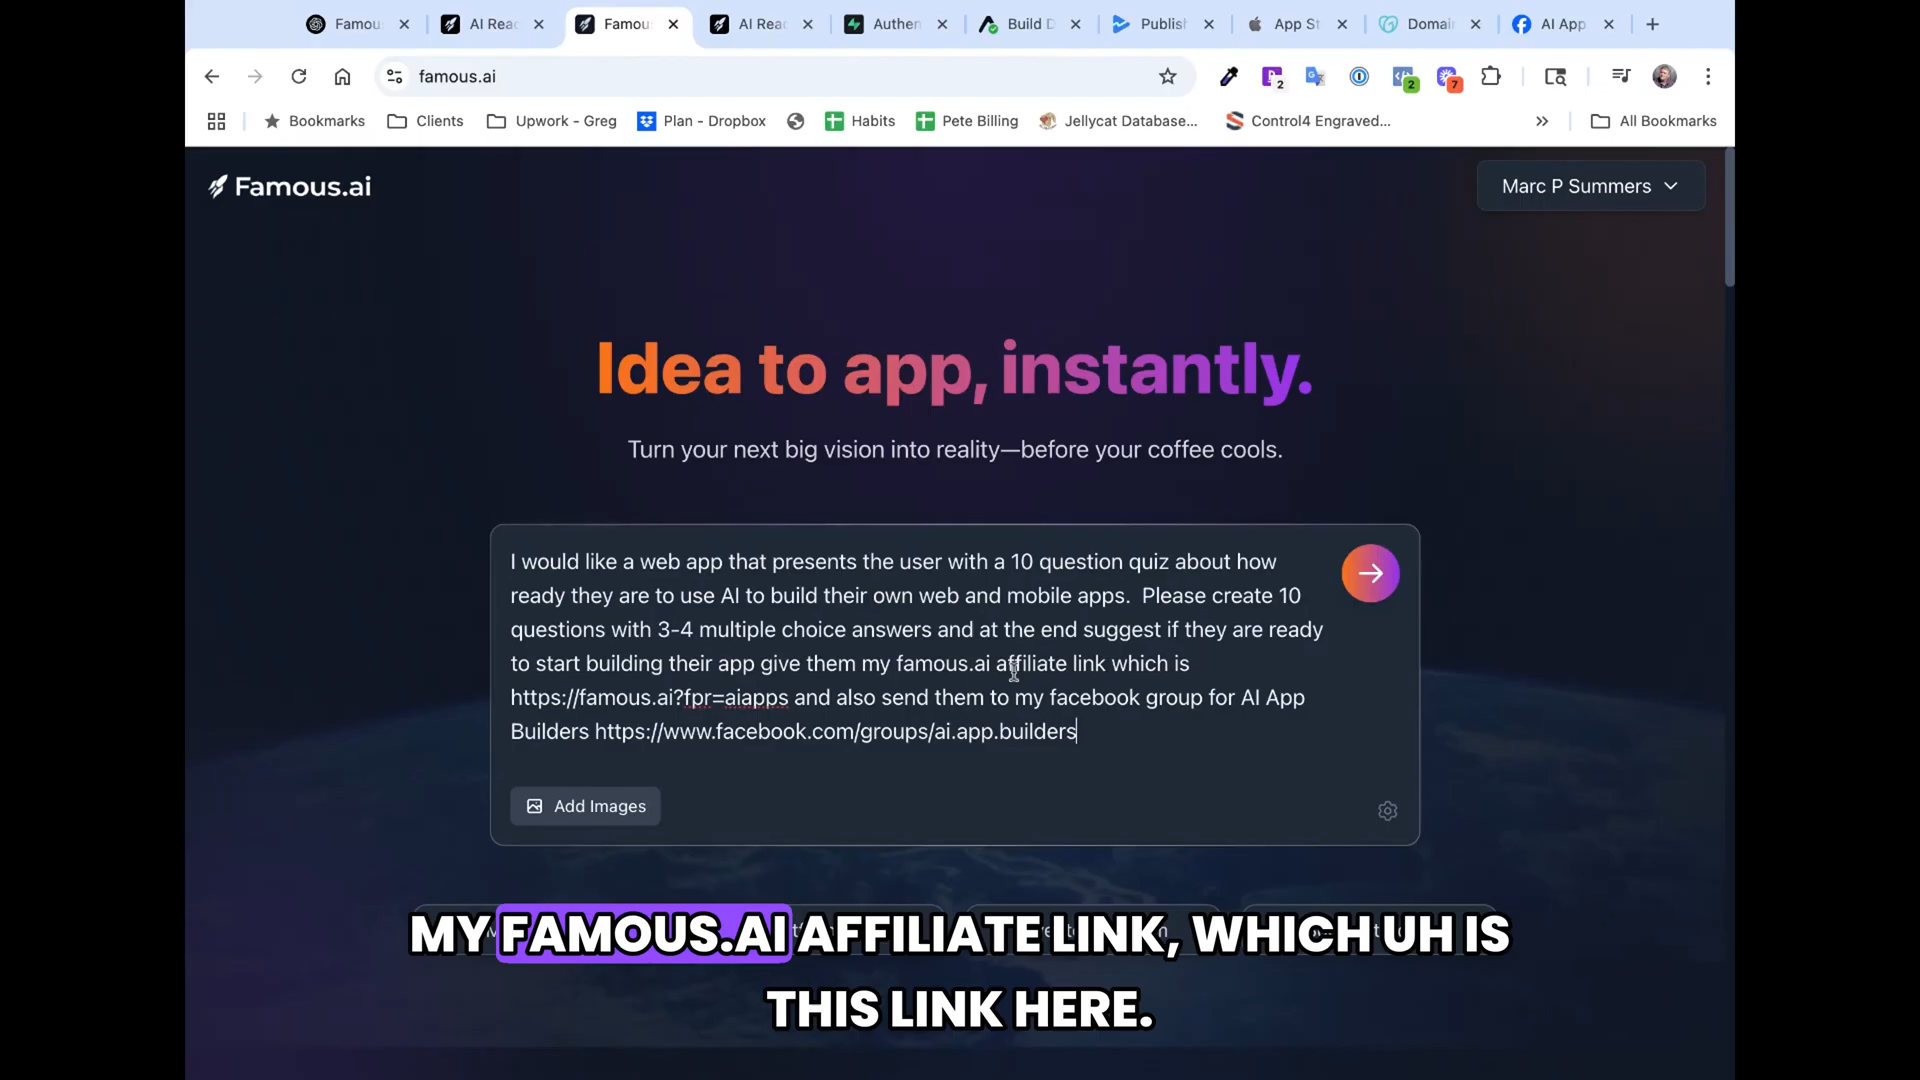 Famou
AI Reac
Famou
AI Reac
Authen
Build D
Publish
App St
Domai
AI App
famous.ai
2
2
7
Bookmarks
Clients
Upwork - Greg
Plan - Dropbox
Habits
Pete Billing
Jellycat Database...
Control4 Engraved...
All Bookmarks
Famous.ai
Marc P Summers
Idea to app, instantly.
Turn your next big vision into reality—before your coffee cools.
I would like a web app that presents the user with a 10 question quiz about how
ready they are to use AI to build their own web and mobile apps.  Please create 10
questions with 3-4 multiple choice answers and at the end suggest if they are ready
to start building their app give them my famous.ai affiliate link which is
https://famous.ai?fpr=aiapps and also send them to my facebook group for AI App
Builders https://www.facebook.com/groups/ai.app.builders
Add Images
MY FAMOUS.AI AFFILIATE LINK, WHICH UH IS
THIS LINK HERE.